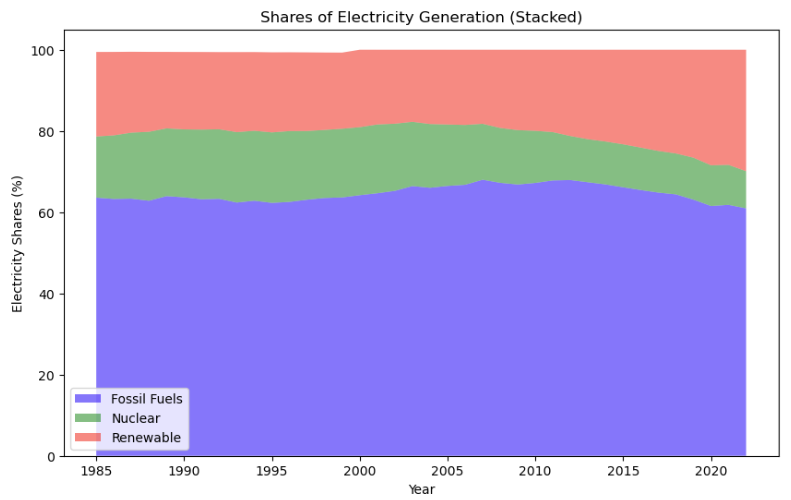 Shares of Electricity Generation (Stacked)
100
80
60
40
20
0
Electricity Shares (%)
Fossil Fuels
Nuclear
Renewable
1985 1990 1995 2000 2005 2010 2015 2020
Year